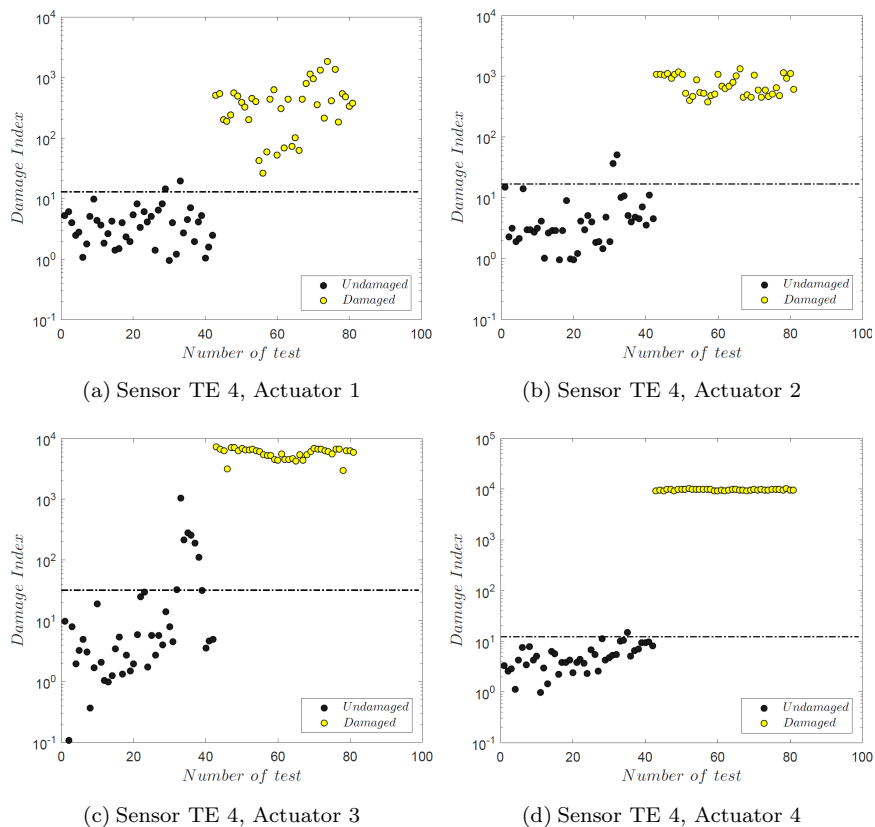 10^4
10^3
10^2
10^1
10^0
10^-1
Damage Index
0 20 40 60 80 100
Number of test
Undamaged
Damaged
(a) Sensor TE 4, Actuator 1
10^4
10^3
10^2
10^1
10^0
10^-1
Damage Index
0 20 40 60 80 100
Number of test
Undamaged
Damaged
(b) Sensor TE 4, Actuator 2
10^4
10^3
10^2
10^1
10^0
10^-1
Damage Index
0 20 40 60 80 100
Number of test
Undamaged
Damaged
(c) Sensor TE 4, Actuator 3
10^5
10^4
10^3
10^2
10^1
10^0
10^-1
Damage Index
0 20 40 60 80 100
Number of test
Undamaged
Damaged
(d) Sensor TE 4, Actuator 4